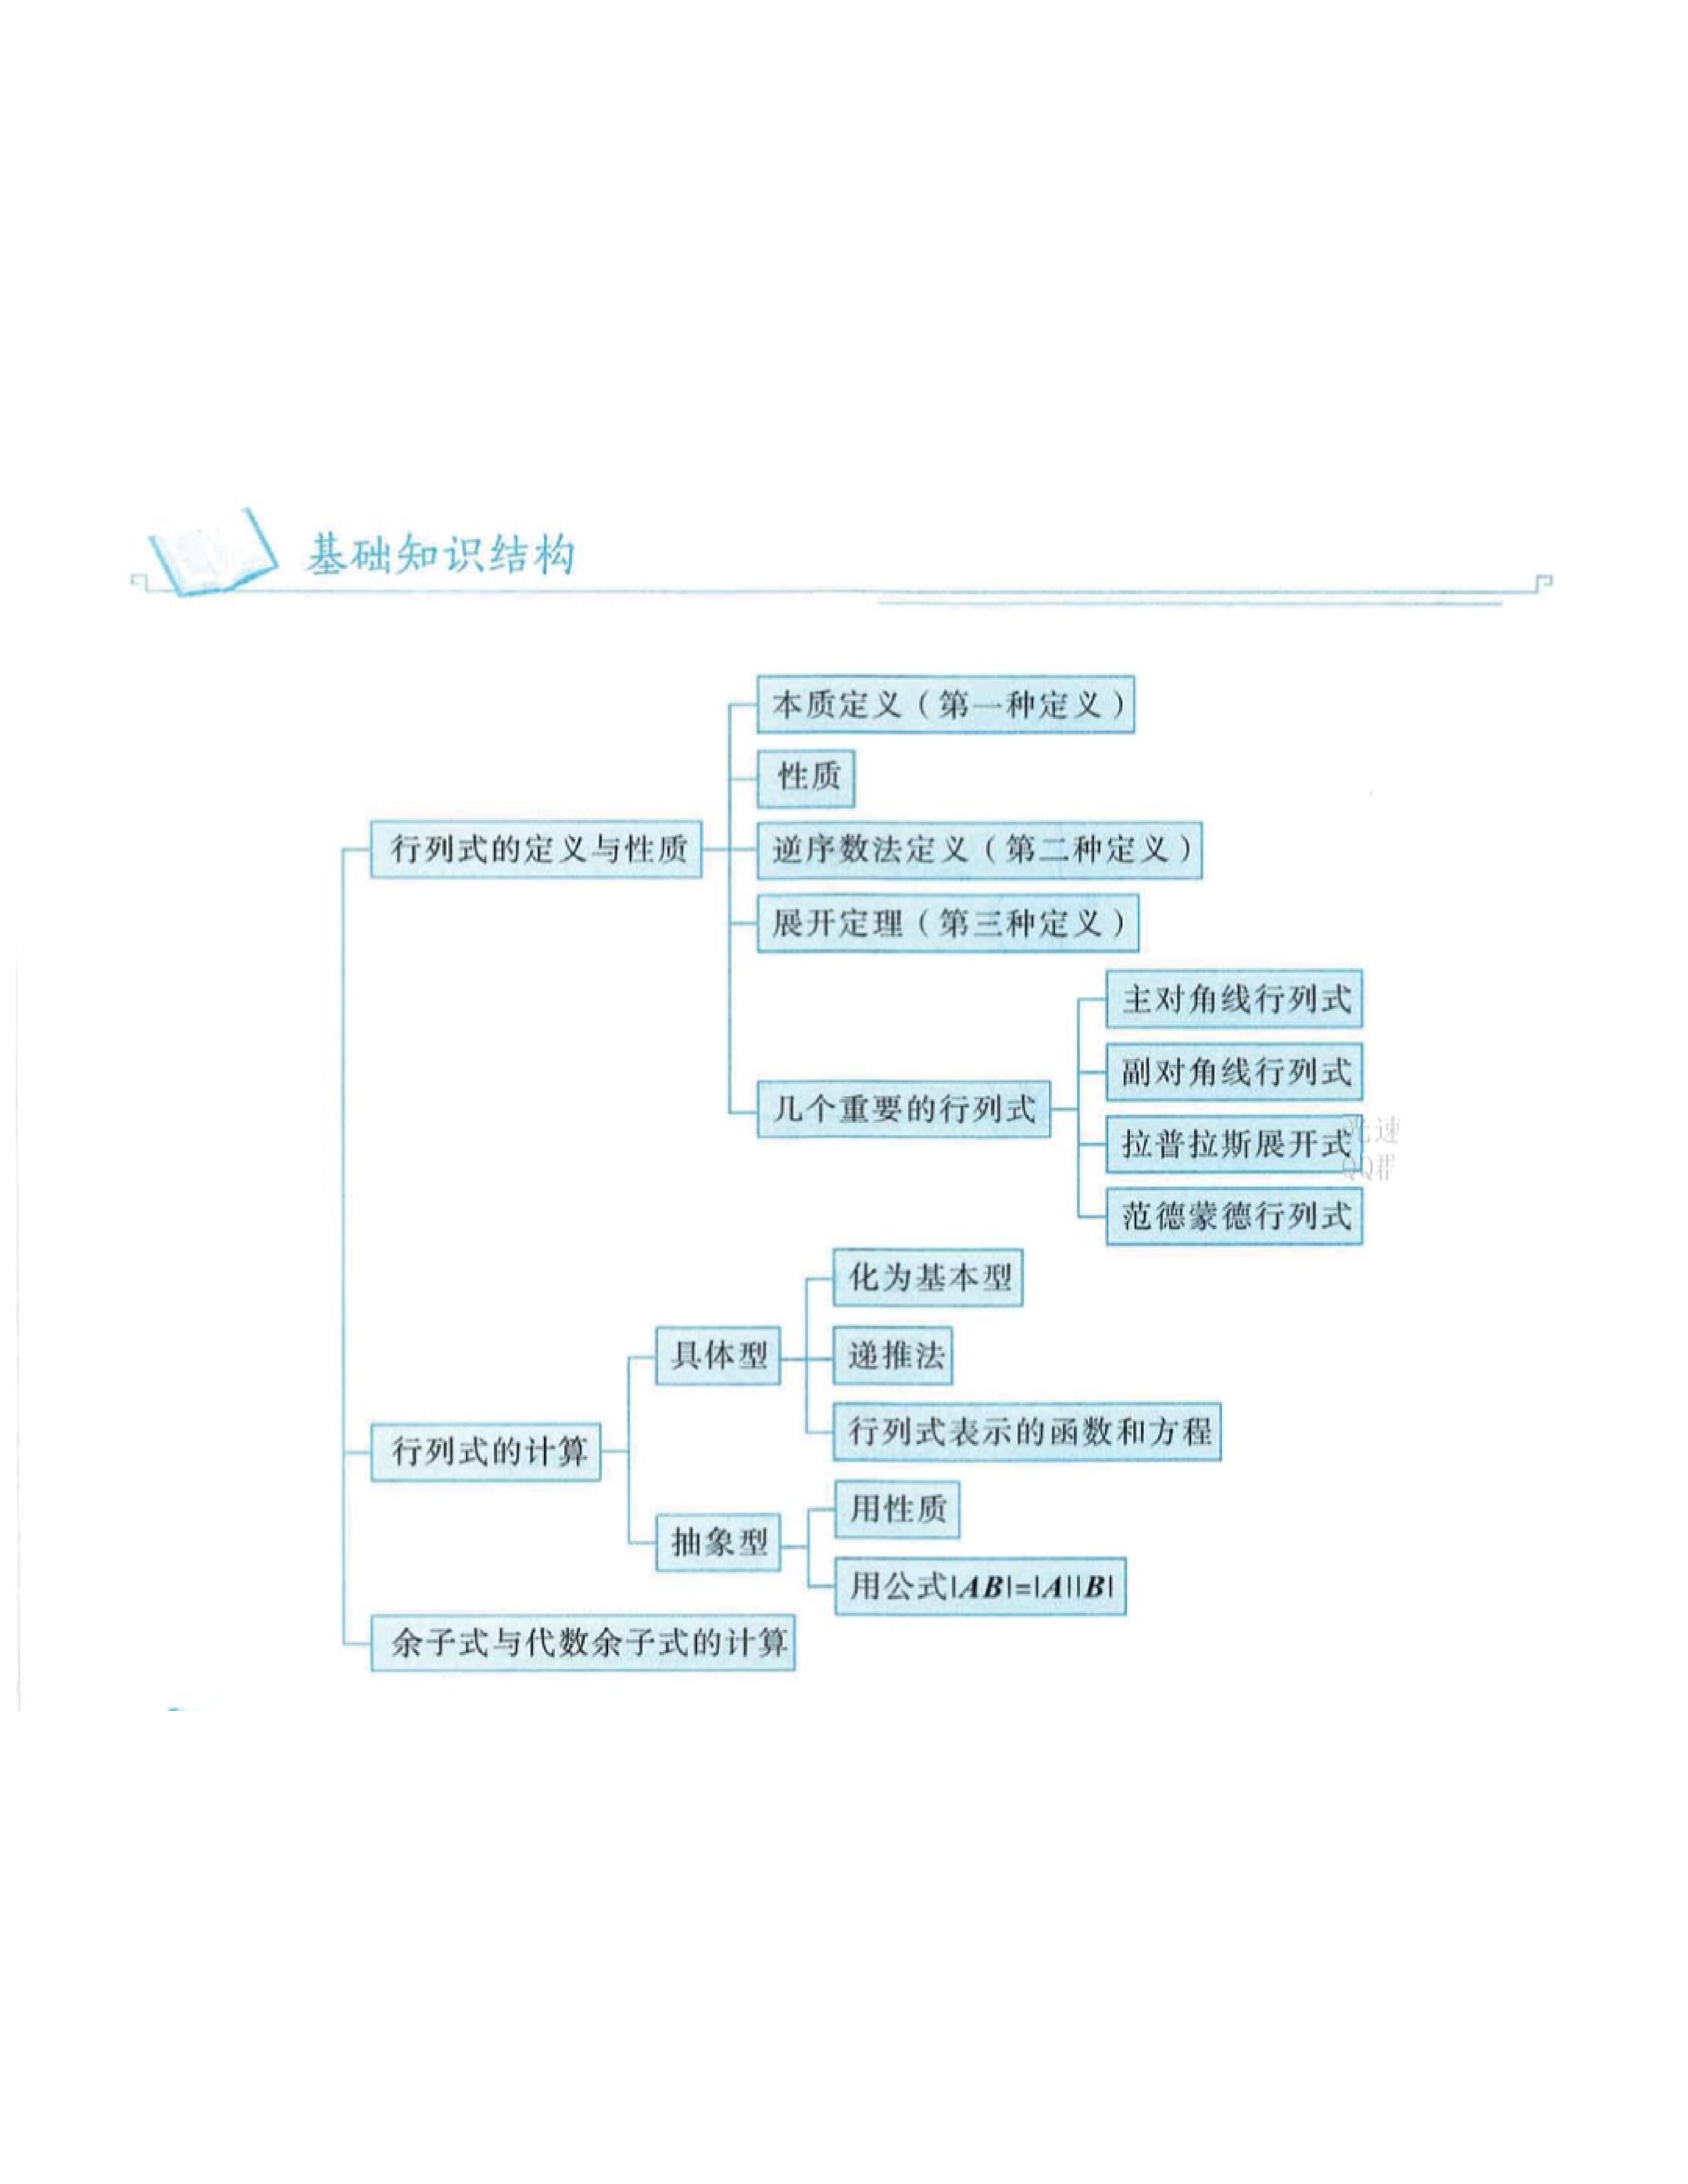 基础知识结构
本质定义（第一种定义）
性质
行列式的定义与性质
逆序数法定义（第二种定义）
展开定理（第三种定义）
主对角线行列式
副对角线行列式
几个重要的行列式
拉普拉斯展开式
光速
QQ群
范德蒙德行列式
化为基本型
具体型
递推法
行列式表示的函数和方程
行列式的计算
用性质
抽象型
用公式|AB|=|A||B|
余子式与代数余子式的计算